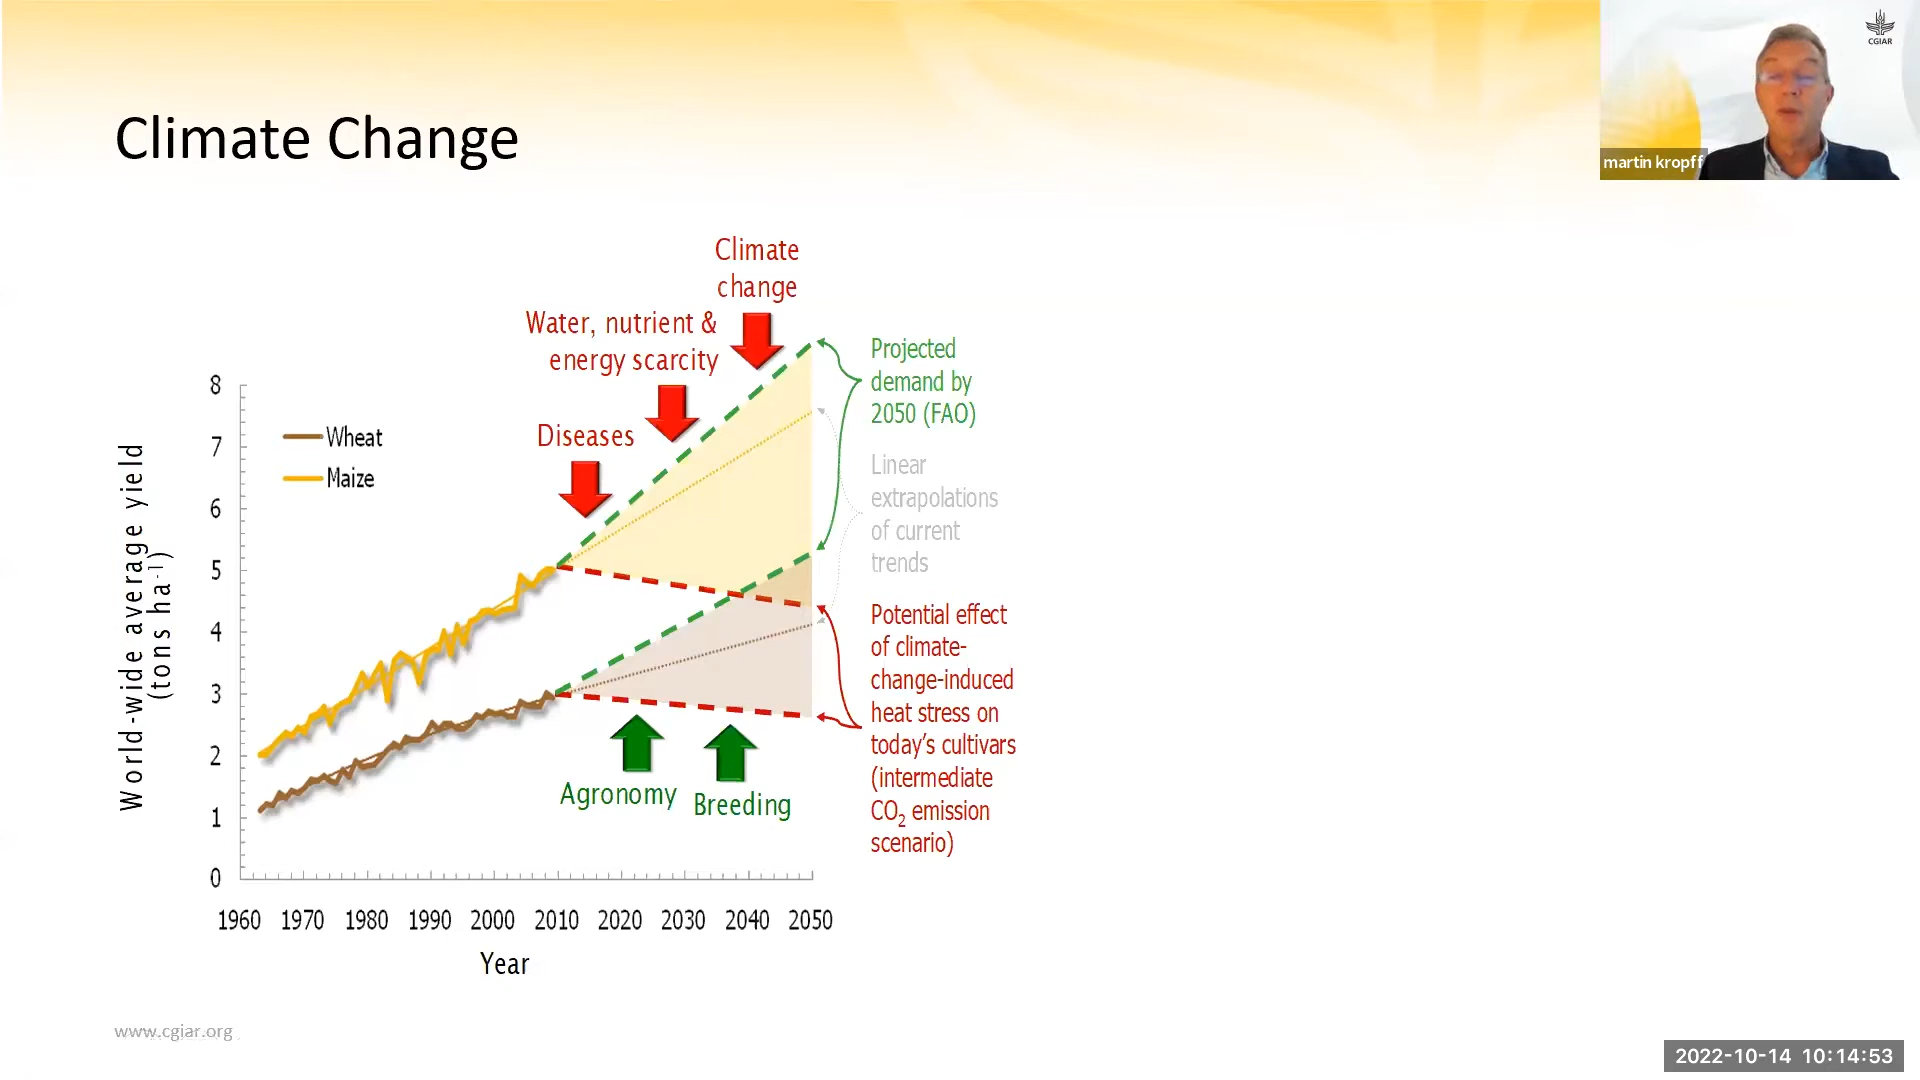 CGIAR
martin kropff
Climate Change
Climate
change
Water, nutrient &
energy scarcity
Diseases
Projected
demand by
2050 (FAO)
Linear
extrapolations
of current
trends
Potential effect
of climate-
change-induced
heat stress on
today's cultivars
(intermediate
CO2 emission
scenario)
Wheat
Maize
World-wide average yield
(tons ha-1)
8
7
6
5
4
3
2
1
0
Agronomy
Breeding
1960 1970 1980 1990 2000 2010 2020 2030 2040 2050
Year
www.cgiar.org
2022-10-14 10:14:53